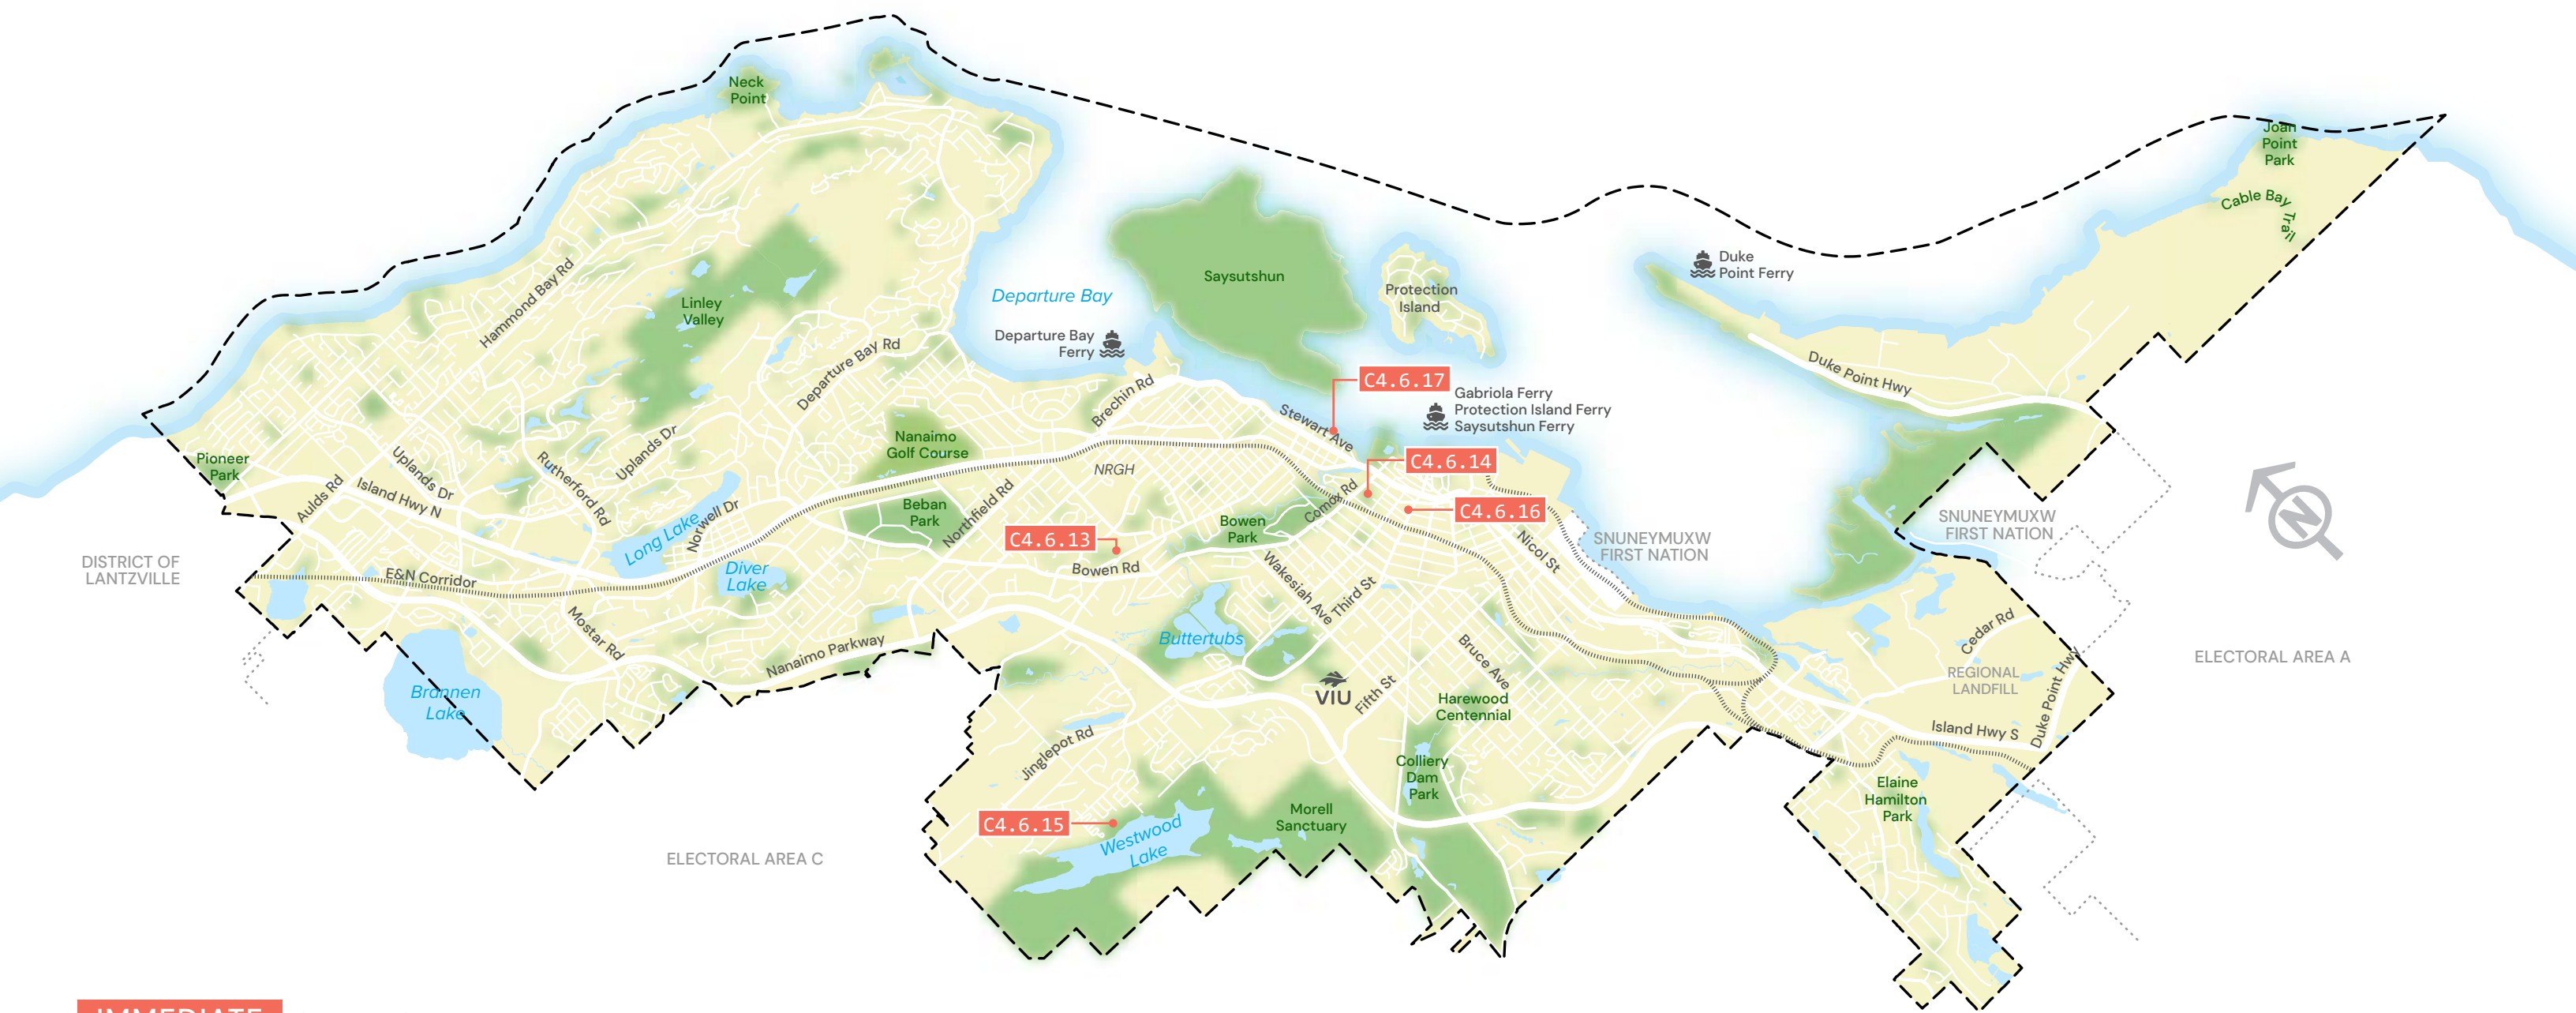 Neck
Point
Joan
Point
Park
Cable Bay Trail
Duke
Point Ferry
Saysutshun
Protection
Island
Departure Bay
Departure Bay
Ferry
Linley
Valley
Hammond Bay Rd
Departure Bay Rd
Brechin Rd
Stewart Ave
C4.6.17
Gabriola Ferry
Protection Island Ferry
Saysutshun Ferry
Duke Point Hwy
Nanaimo
Golf Course
NRGH
C4.6.14
C4.6.16
Comox Rd
Pioneer
Park
Aulds Rd
Island Hwy N
Uplands Dr
Rutherford Rd
Uplands Dr
Long Lake
Norwell Dr
Beban
Park
Northfield Rd
Bowen
Park
C4.6.13
Bowen Rd
Nicol St
SNUNEYMUXW
FIRST NATION
SNUNEYMUXW
FIRST NATION
N
DISTRICT OF
LANTZVILLE
E&N Corridor
Diver
Lake
Mostar Rd
Nanaimo Parkway
Buttertubs
Wakesiah Ave
Third St
Bruce Ave
VIU
Fifth St
Harewood
Centennial
Cedar Rd
REGIONAL
LANDFILL
Duke Point Hwy
Island Hwy S
ELECTORAL AREA A
Brannen
Lake
Jinglepot Rd
Colliery
Dam
Park
Elaine
Hamilton
Park
C4.6.15
Westwood
Lake
Morell
Sanctuary
ELECTORAL AREA C
IMMEDIATE